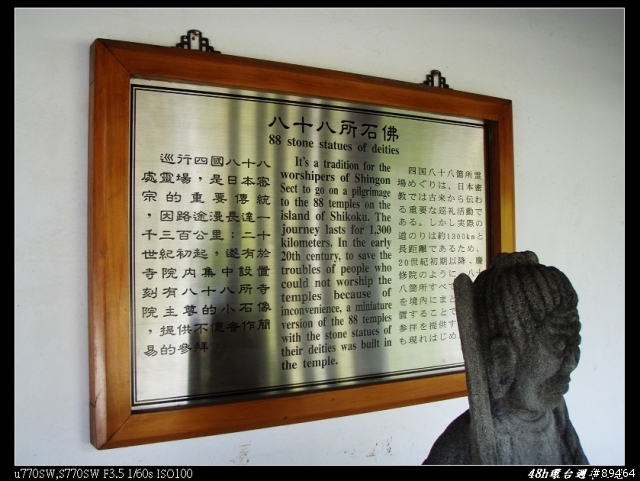 八十八所石佛
88 stone statues of deities
巡行四國八十八
處靈場，是日本密
宗的重要傳統
，因路途漫長達一
千三百公里；二十
世紀初起，遂有於
寺院內集中設置
刻有八十八所寺
院主尊的小石像
，提供不便者作簡
易的參拜
It's a tradition for the
worshipers of Shingon
Sect to go on a pilgrimage
to the 88 temples on the
island of Shikoku. The
journey lasts for 1,300
kilometers. In the early
20th century, to save the
troubles of people who
could not worship the
temples because of
inconvenience, a miniature
version of the 88 temples
with the stone statues of
their deities was built in
the temple.
四国八十八箇所霊
場めぐりは、日本密
教では古来から伝わ
る重要な巡礼活動で
ある。しかし実際の
道のりは約1300kmと
長距離であるため、
20世紀初期以降、慶
修院のように、八十
八箇所すべ
を境内にま
置すること
参拝を提供す
も現れはじめ
u770SW,S770SW F3.5 1/60s ISO100
48h環台遊#89464